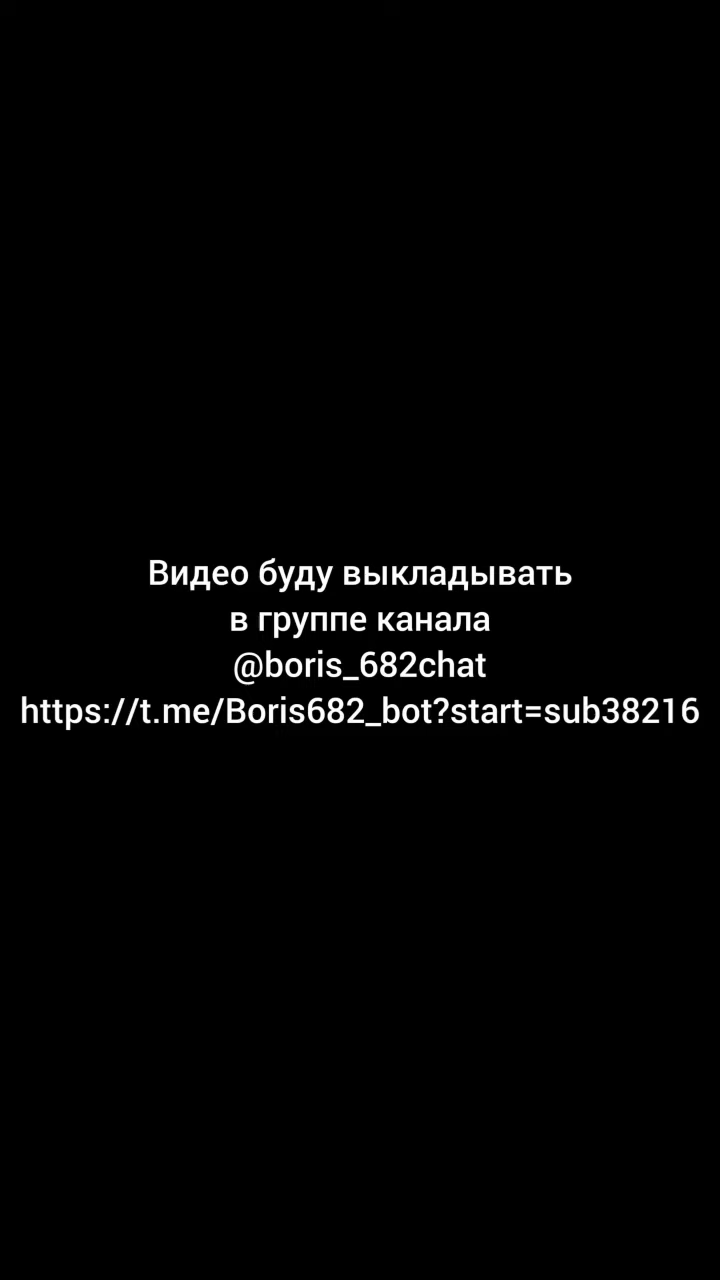 Видео буду выкладывать
в группе канала
@boris_682chat
https://t.me/Boris682_bot?start=sub38216